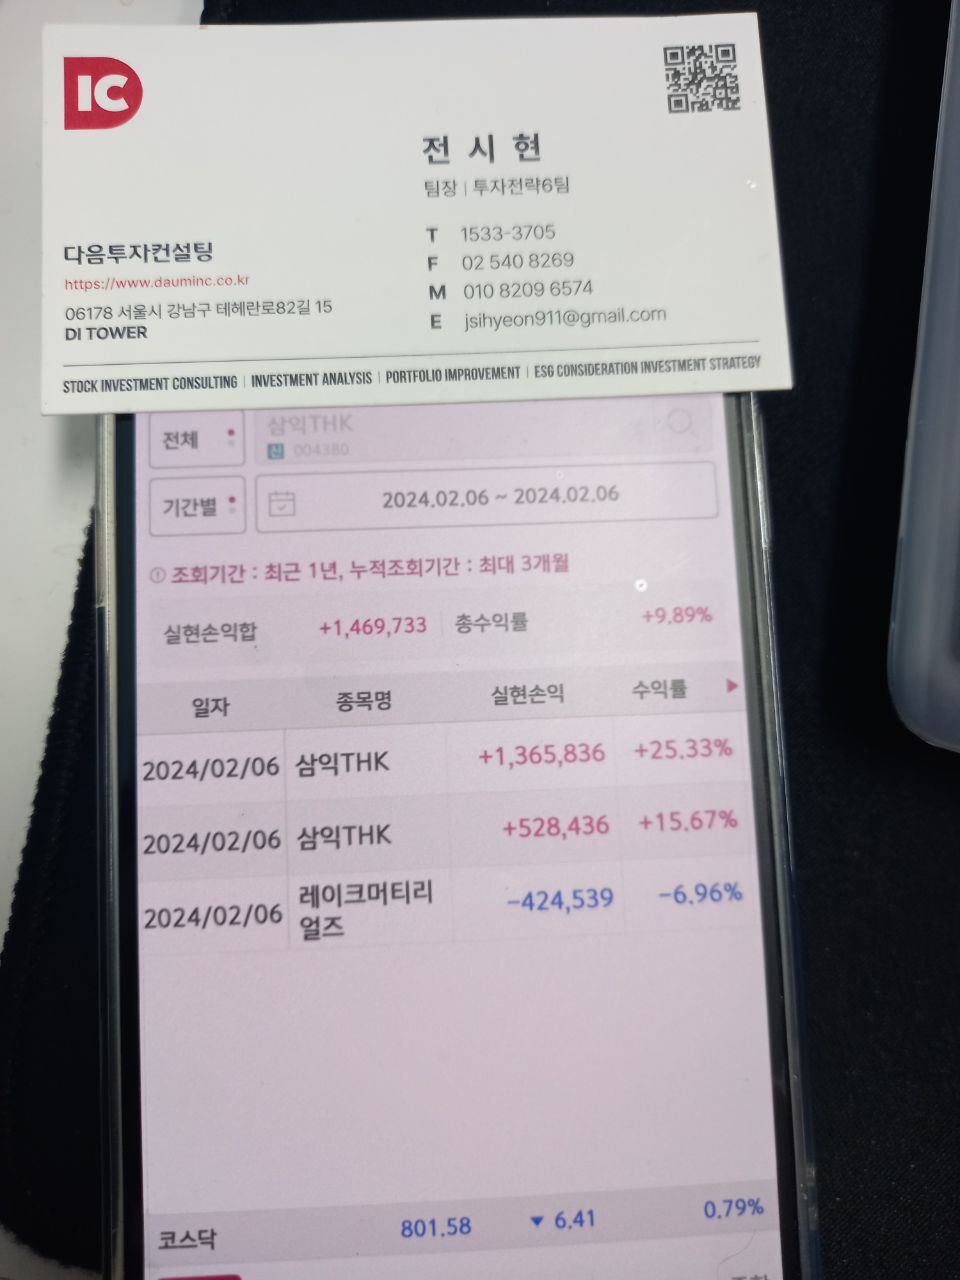 IC
전 시 현
팀장 | 투자전략6팀
다음투자컨설팅
https://www.dauminc.co.kr
06178 서울시 강남구 테헤란로82길 15
DI TOWER
T 1533-3705
F 02 540 8269
M 010 8209 6574
E jsihyeon911@gmail.com
STOCK INVESTMENT CONSULTING | INVESTMENT ANALYSIS | PORTFOLIO IMPROVEMENT | ESG CONSIDERATION INVESTMENT STRATEGY
전체 삼익THK
신 004380
기간별 2024.02.06 ~ 2024.02.06
조회기간 : 최근 1년, 누적조회기간 : 최대 3개월
실현손익합 +1,469,733 총수익률 +9.89%
일자 종목명 실현손익 수익률
2024/02/06 삼익THK +1,365,836 +25.33%
2024/02/06 삼익THK +528,436 +15.67%
2024/02/06 레이크머티리얼즈 -424,539 -6.96%
코스닥 801.58 ▼ 6.41 0.79%